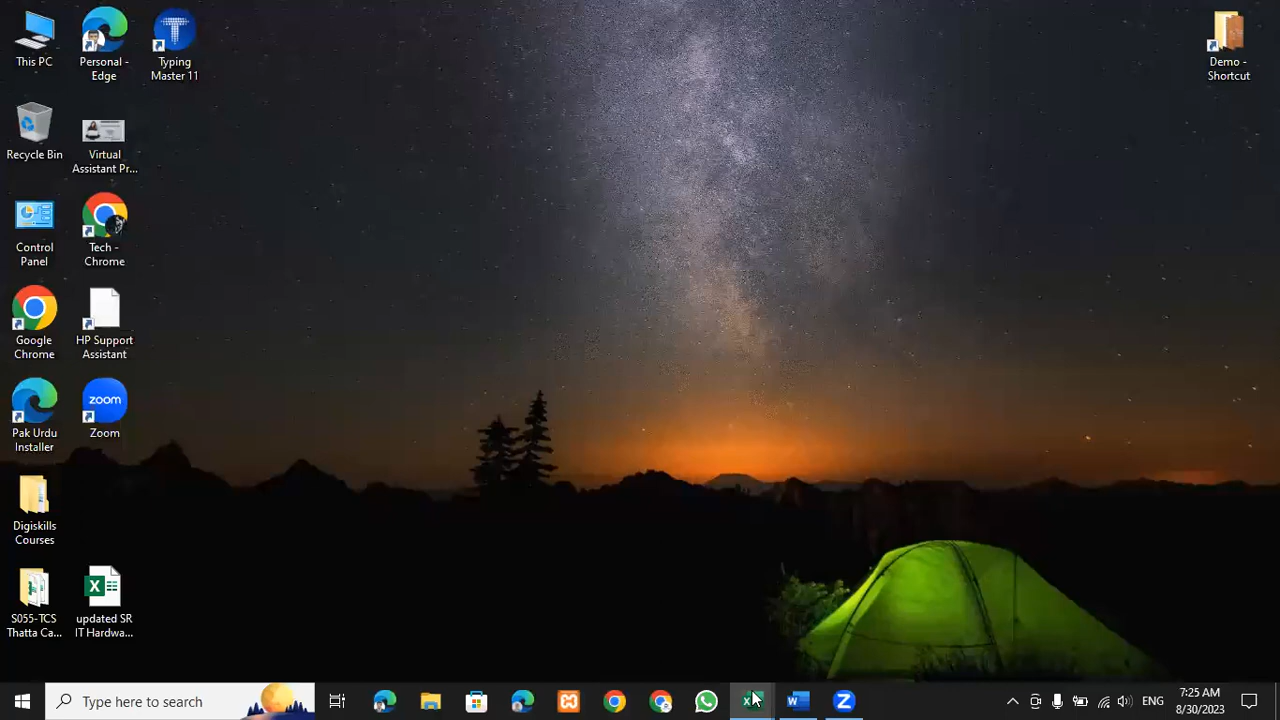 This PC
Personal -
Edge
Typing
Master 11
Demo -
Shortcut
Recycle Bin
Virtual
Assistant Pr...
Control
Panel
Tech -
Chrome
Google
Chrome
HP Support
Assistant
Pak Urdu
Installer
zoom
Zoom
Digiskills
Courses
S055-TCS
Thatta Ca...
updated SR
IT Hardwa...
Type here to search
ENG
:25 AM
8/30/2023